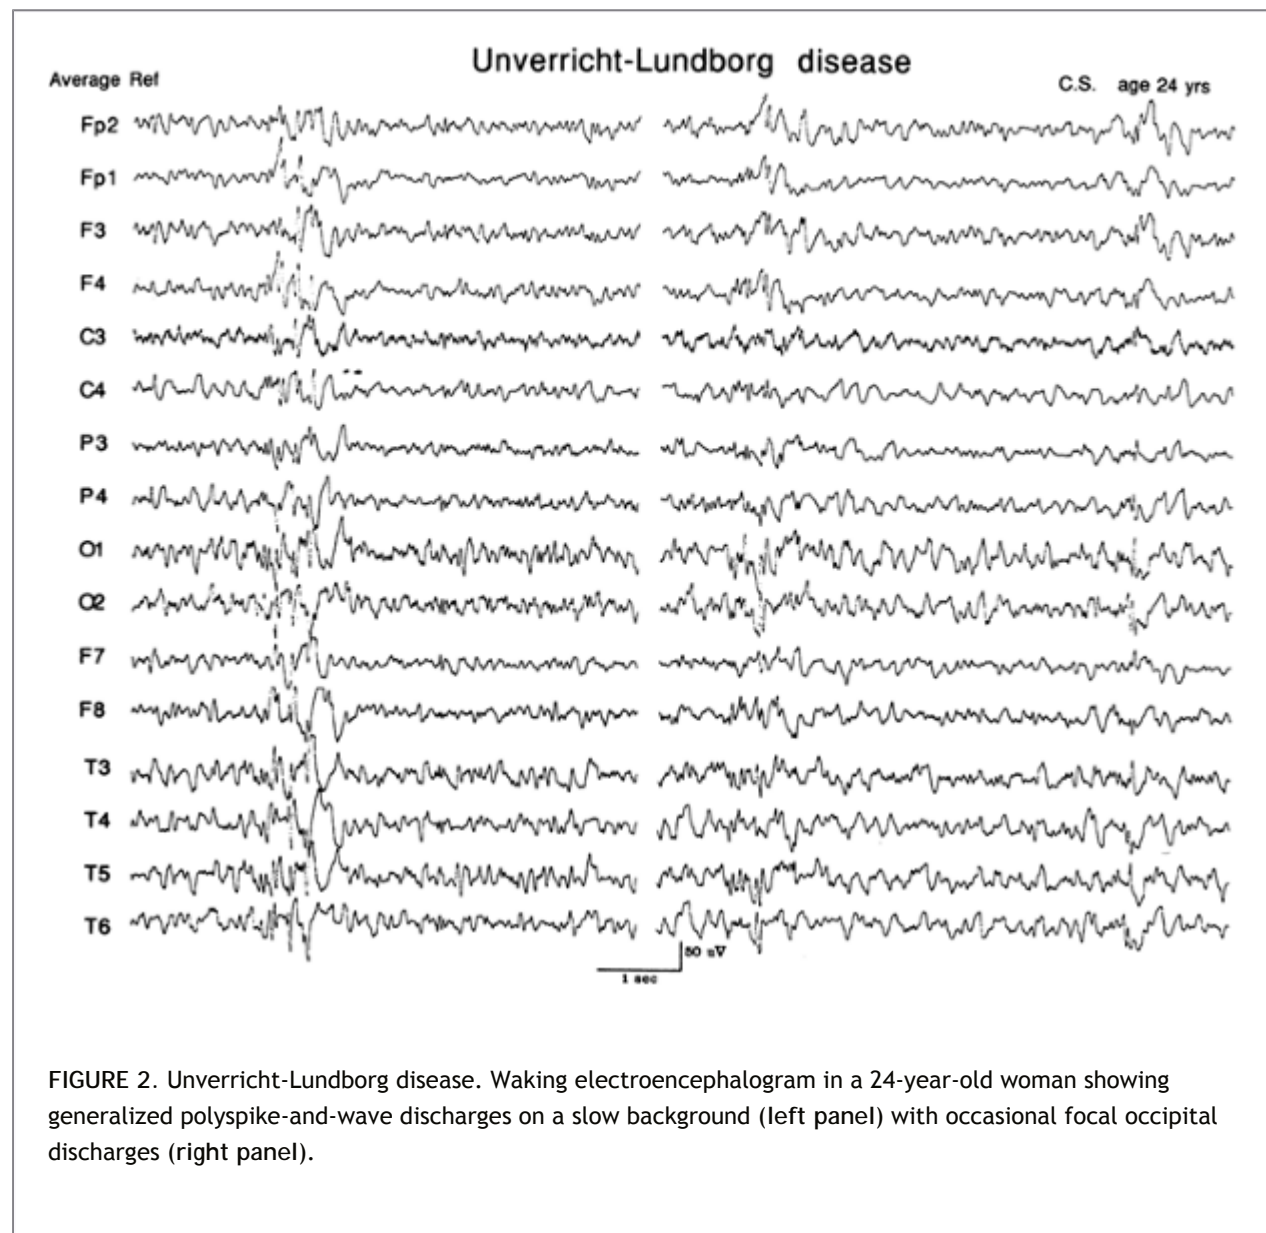 Unverricht-Lundborg disease
Average Ref
C.S. age 24 yrs
Fp2
Fp1
F3
F4
C3
C4
P3
P4
O1
O2
F7
F8
T3
T4
T5
T6
50 uV
1 sec
FIGURE 2. Unverricht-Lundborg disease. Waking electroencephalogram in a 24-year-old woman showing
generalized polyspike-and-wave discharges on a slow background (left panel) with occasional focal occipital
discharges (right panel).